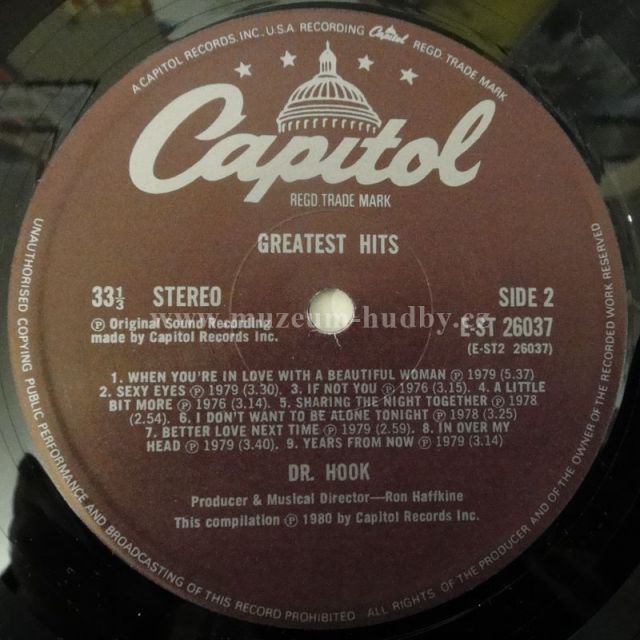 A CAPITOL RECORDS, INC. U.S.A. RECORDING Capitol REGD. TRADE MARK
Capitol
REGD TRADE MARK
GREATEST HITS
33⅓ STEREO
SIDE 2
www.muzeum-hudby.cz
Ⓟ Original Sound Recording
made by Capitol Records Inc.
E-ST 26037
(E-ST2 26037)
1. WHEN YOU'RE IN LOVE WITH A BEAUTIFUL WOMAN Ⓟ 1979 (5.37)
2. SEXY EYES Ⓟ 1979 (3.30). 3. IF NOT YOU Ⓟ 1976 (3.15). 4. A LITTLE
BIT MORE Ⓟ 1976 (3.14). 5. SHARING THE NIGHT TOGETHER Ⓟ 1978
(2.54). 6. I DON'T WANT TO BE ALONE TONIGHT Ⓟ 1978 (3.25)
7. BETTER LOVE NEXT TIME Ⓟ 1979 (2.59). 8. IN OVER MY
HEAD Ⓟ 1979 (3.40). 9. YEARS FROM NOW Ⓟ 1979 (3.14)
DR. HOOK
Producer & Musical Director—Ron Haffkine
This compilation Ⓟ 1980 by Capitol Records Inc.
UNAUTHORISED COPYING PUBLIC PERFORMANCE AND BROADCASTING OF THIS RECORD PROHIBITED ALL RIGHTS OF THE PRODUCER AND OF THE OWNER OF THE RECORDED WORK RESERVED